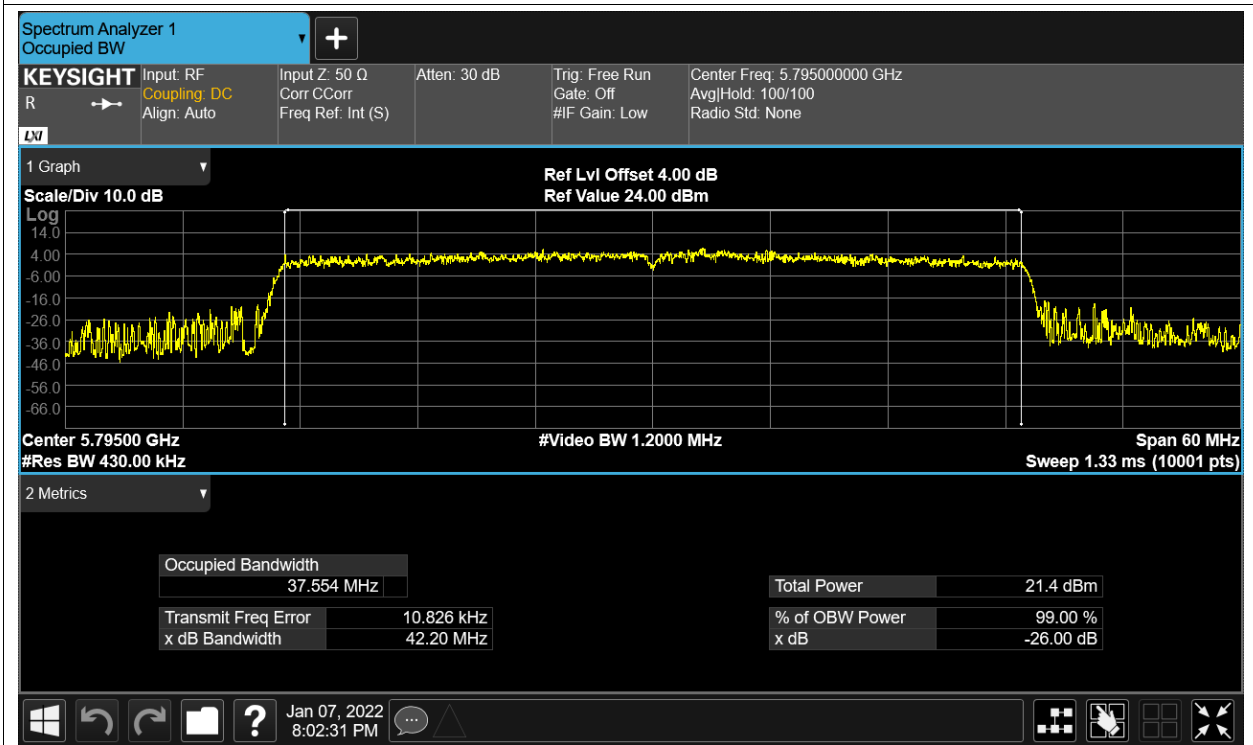 Spectrum Analyzer 1
Occupied BW
KEYSIGHT
R
LXI
Input: RF
Coupling: DC
Align: Auto
Input Z: 50 Ω
Corr CCorr
Freq Ref: Int (S)
Atten: 30 dB
Trig: Free Run
Gate: Off
#IF Gain: Low
Center Freq: 5.795000000 GHz
Avg|Hold: 100/100
Radio Std: None
1 Graph
Scale/Div 10.0 dB
Ref Lvl Offset 4.00 dB
Ref Value 24.00 dBm
Log
14.0
4.00
-6.00
-16.0
-26.0
-36.0
-46.0
-56.0
-66.0
Center 5.79500 GHz
#Video BW 1.2000 MHz
Span 60 MHz
#Res BW 430.00 kHz
Sweep 1.33 ms (10001 pts)
2 Metrics
Occupied Bandwidth
37.554 MHz
Total Power 21.4 dBm
Transmit Freq Error 10.826 kHz
% of OBW Power 99.00 %
x dB Bandwidth 42.20 MHz
x dB -26.00 dB
?
Jan 07, 2022
8:02:31 PM